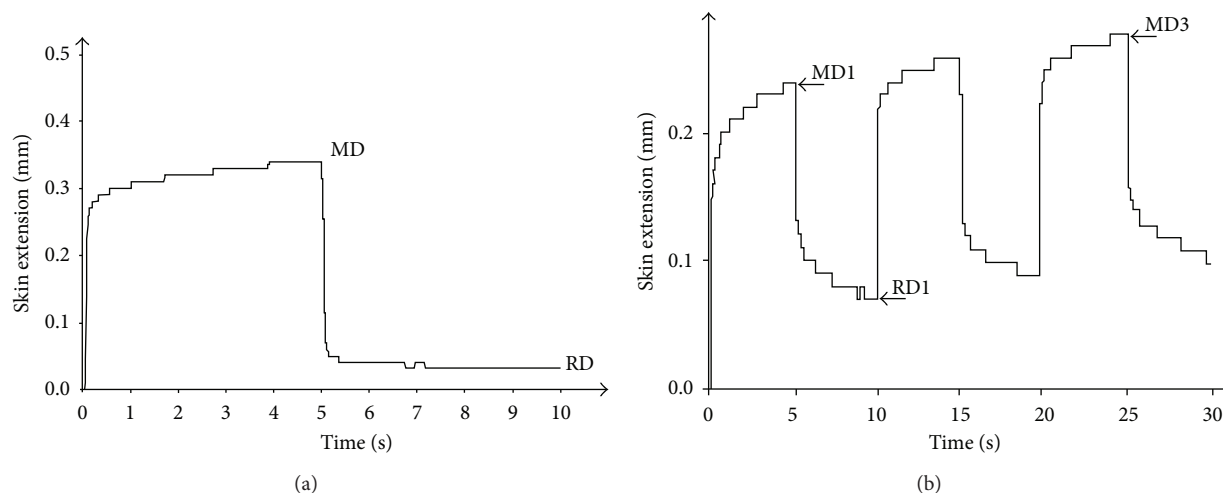 0.5
0.4
0.3
0.2
0.1
0.0
Skin extension (mm)
MD
RD
0 1 2 3 4 5 6 7 8 9 10
Time (s)
(a)
0.2
0.1
0.0
Skin extension (mm)
MD1
MD3
RD1
0 5 10 15 20 25 30
Time (s)
(b)